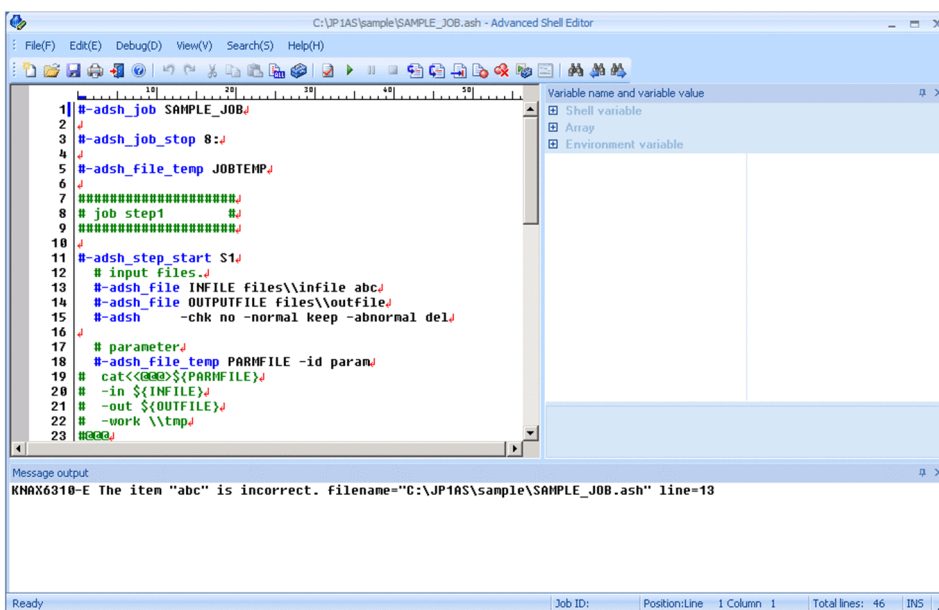 C:\JP1AS\sample\SAMPLE_JOB.ash - Advanced Shell Editor
File(F) Edit(E) Debug(D) View(V) Search(S) Help(H)
10 20 30 40 50
1 #-adsh_job SAMPLE_JOB
2
3 #-adsh_job_stop 8:
4
5 #-adsh_file_temp JOBTEMP
6
7 #####################
8 # job step1 #
9 #####################
10
11 #-adsh_step_start S1
12 # input files.
13 #-adsh_file INFILE files\\infile abc
14 #-adsh_file OUTPUTFILE files\\outfile
15 #-adsh -chk no -normal keep -abnormal del
16
17 # parameter
18 #-adsh_file_temp PARMFILE -id param
19 # cat<<@@@>${PARMFILE}
20 # -in ${INFILE}
21 # -out ${OUTFILE}
22 # -work \\tmp
23 #@@@
Variable name and variable value
Shell variable
Array
Environment variable
Message output
KNAX6310-E The item "abc" is incorrect. filename="C:\JP1AS\sample\SAMPLE_JOB.ash" line=13
Ready Job ID: Position:Line 1 Column 1 Total lines: 46 INS